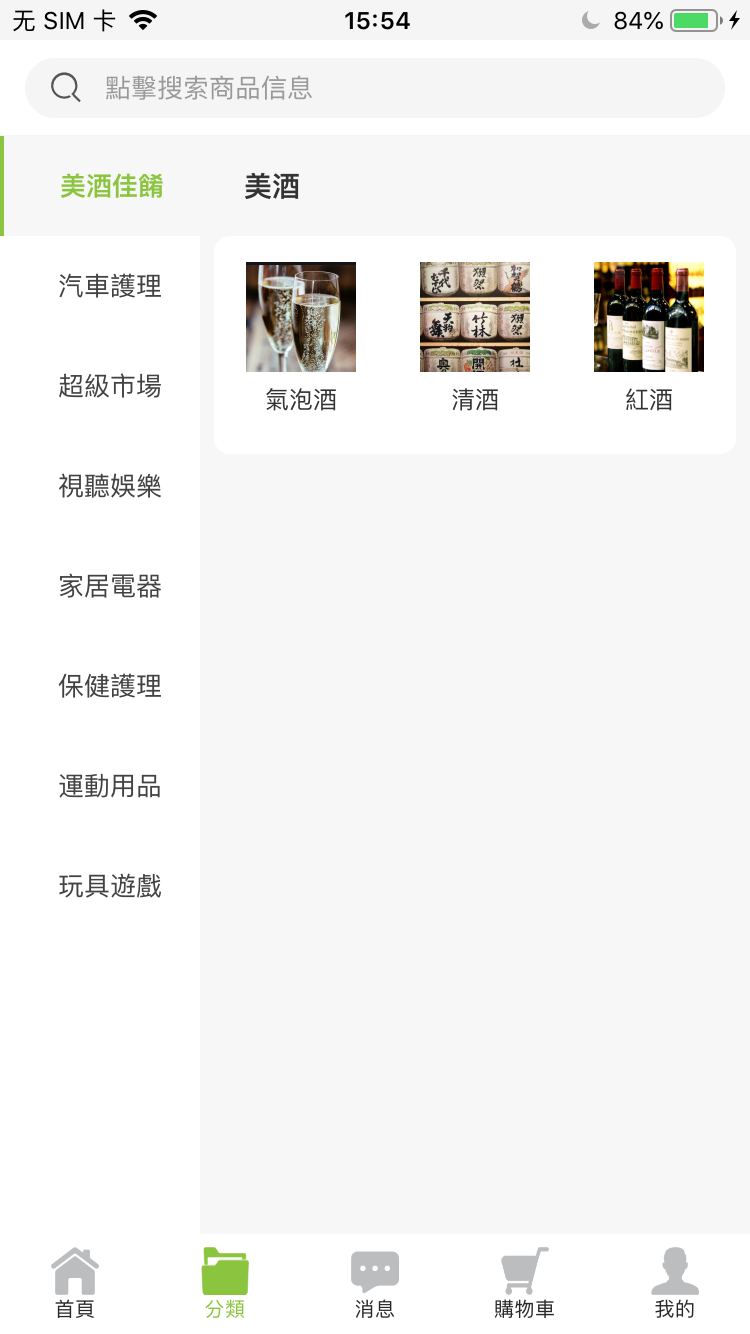 无 SIM 卡
15:54
84%
點擊搜索商品信息
美酒佳餚
美酒
汽車護理
超級市場
視聽娛樂
家居電器
保健護理
運動用品
玩具遊戲
氣泡酒
清酒
紅酒
首頁
分類
消息
購物車
我的